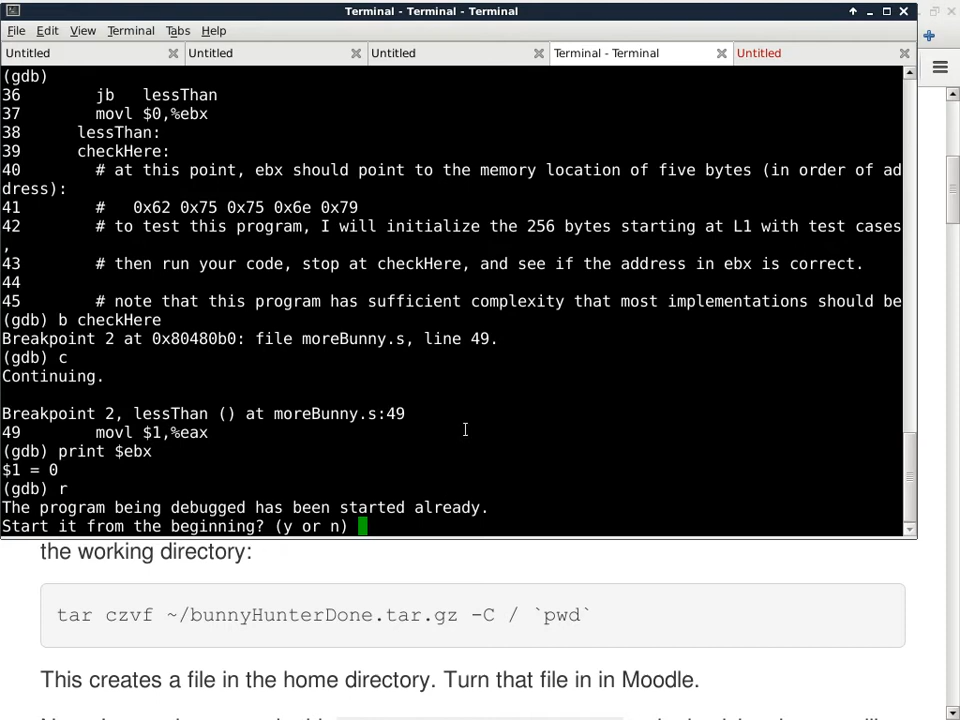 Terminal - Terminal - Terminal
File Edit View Terminal Tabs Help
Untitled Untitled Untitled Terminal - Terminal Untitled
(gdb)
36 jb lessThan
37 movl $0,%ebx
38 lessThan:
39 checkHere:
40 # at this point, ebx should point to the memory location of five bytes (in order of ad
dress):
41 # 0x62 0x75 0x75 0x6e 0x79
42 # to test this program, I will initialize the 256 bytes starting at L1 with test cases
,
43 # then run your code, stop at checkHere, and see if the address in ebx is correct.
44
45 # note that this program has sufficient complexity that most implementations should be
(gdb) b checkHere
Breakpoint 2 at 0x80480b0: file moreBunny.s, line 49.
(gdb) c
Continuing.
Breakpoint 2, lessThan () at moreBunny.s:49
49 movl $1,%eax
(gdb) print $ebx
$1 = 0
(gdb) r
The program being debugged has been started already.
Start it from the beginning? (y or n)
the working directory:
tar czvf ~/bunnyHunterDone.tar.gz -C / `pwd`
This creates a file in the home directory. Turn that file in in Moodle.